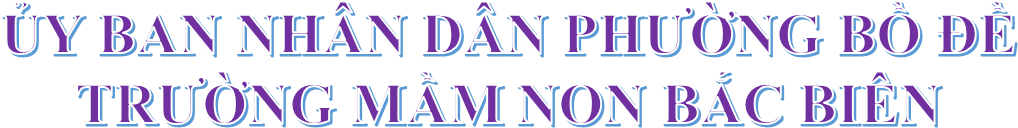 ỦY BAN NHÂN DÂN PHƯỜNG BỒ ĐỀ
TRƯỜNG MẦM NON BẮC BIÊN